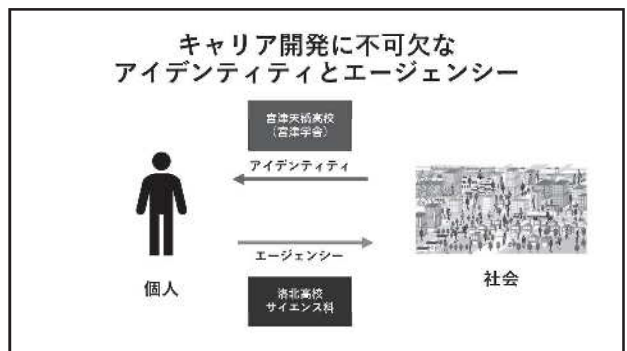 キャリア開発に不可欠な
アイデンティティとエージェンシー
宮津天橋高校
（宮津学舎）
アイデンティティ
エージェンシー
個人
社会
洛北高校
サイエンス科